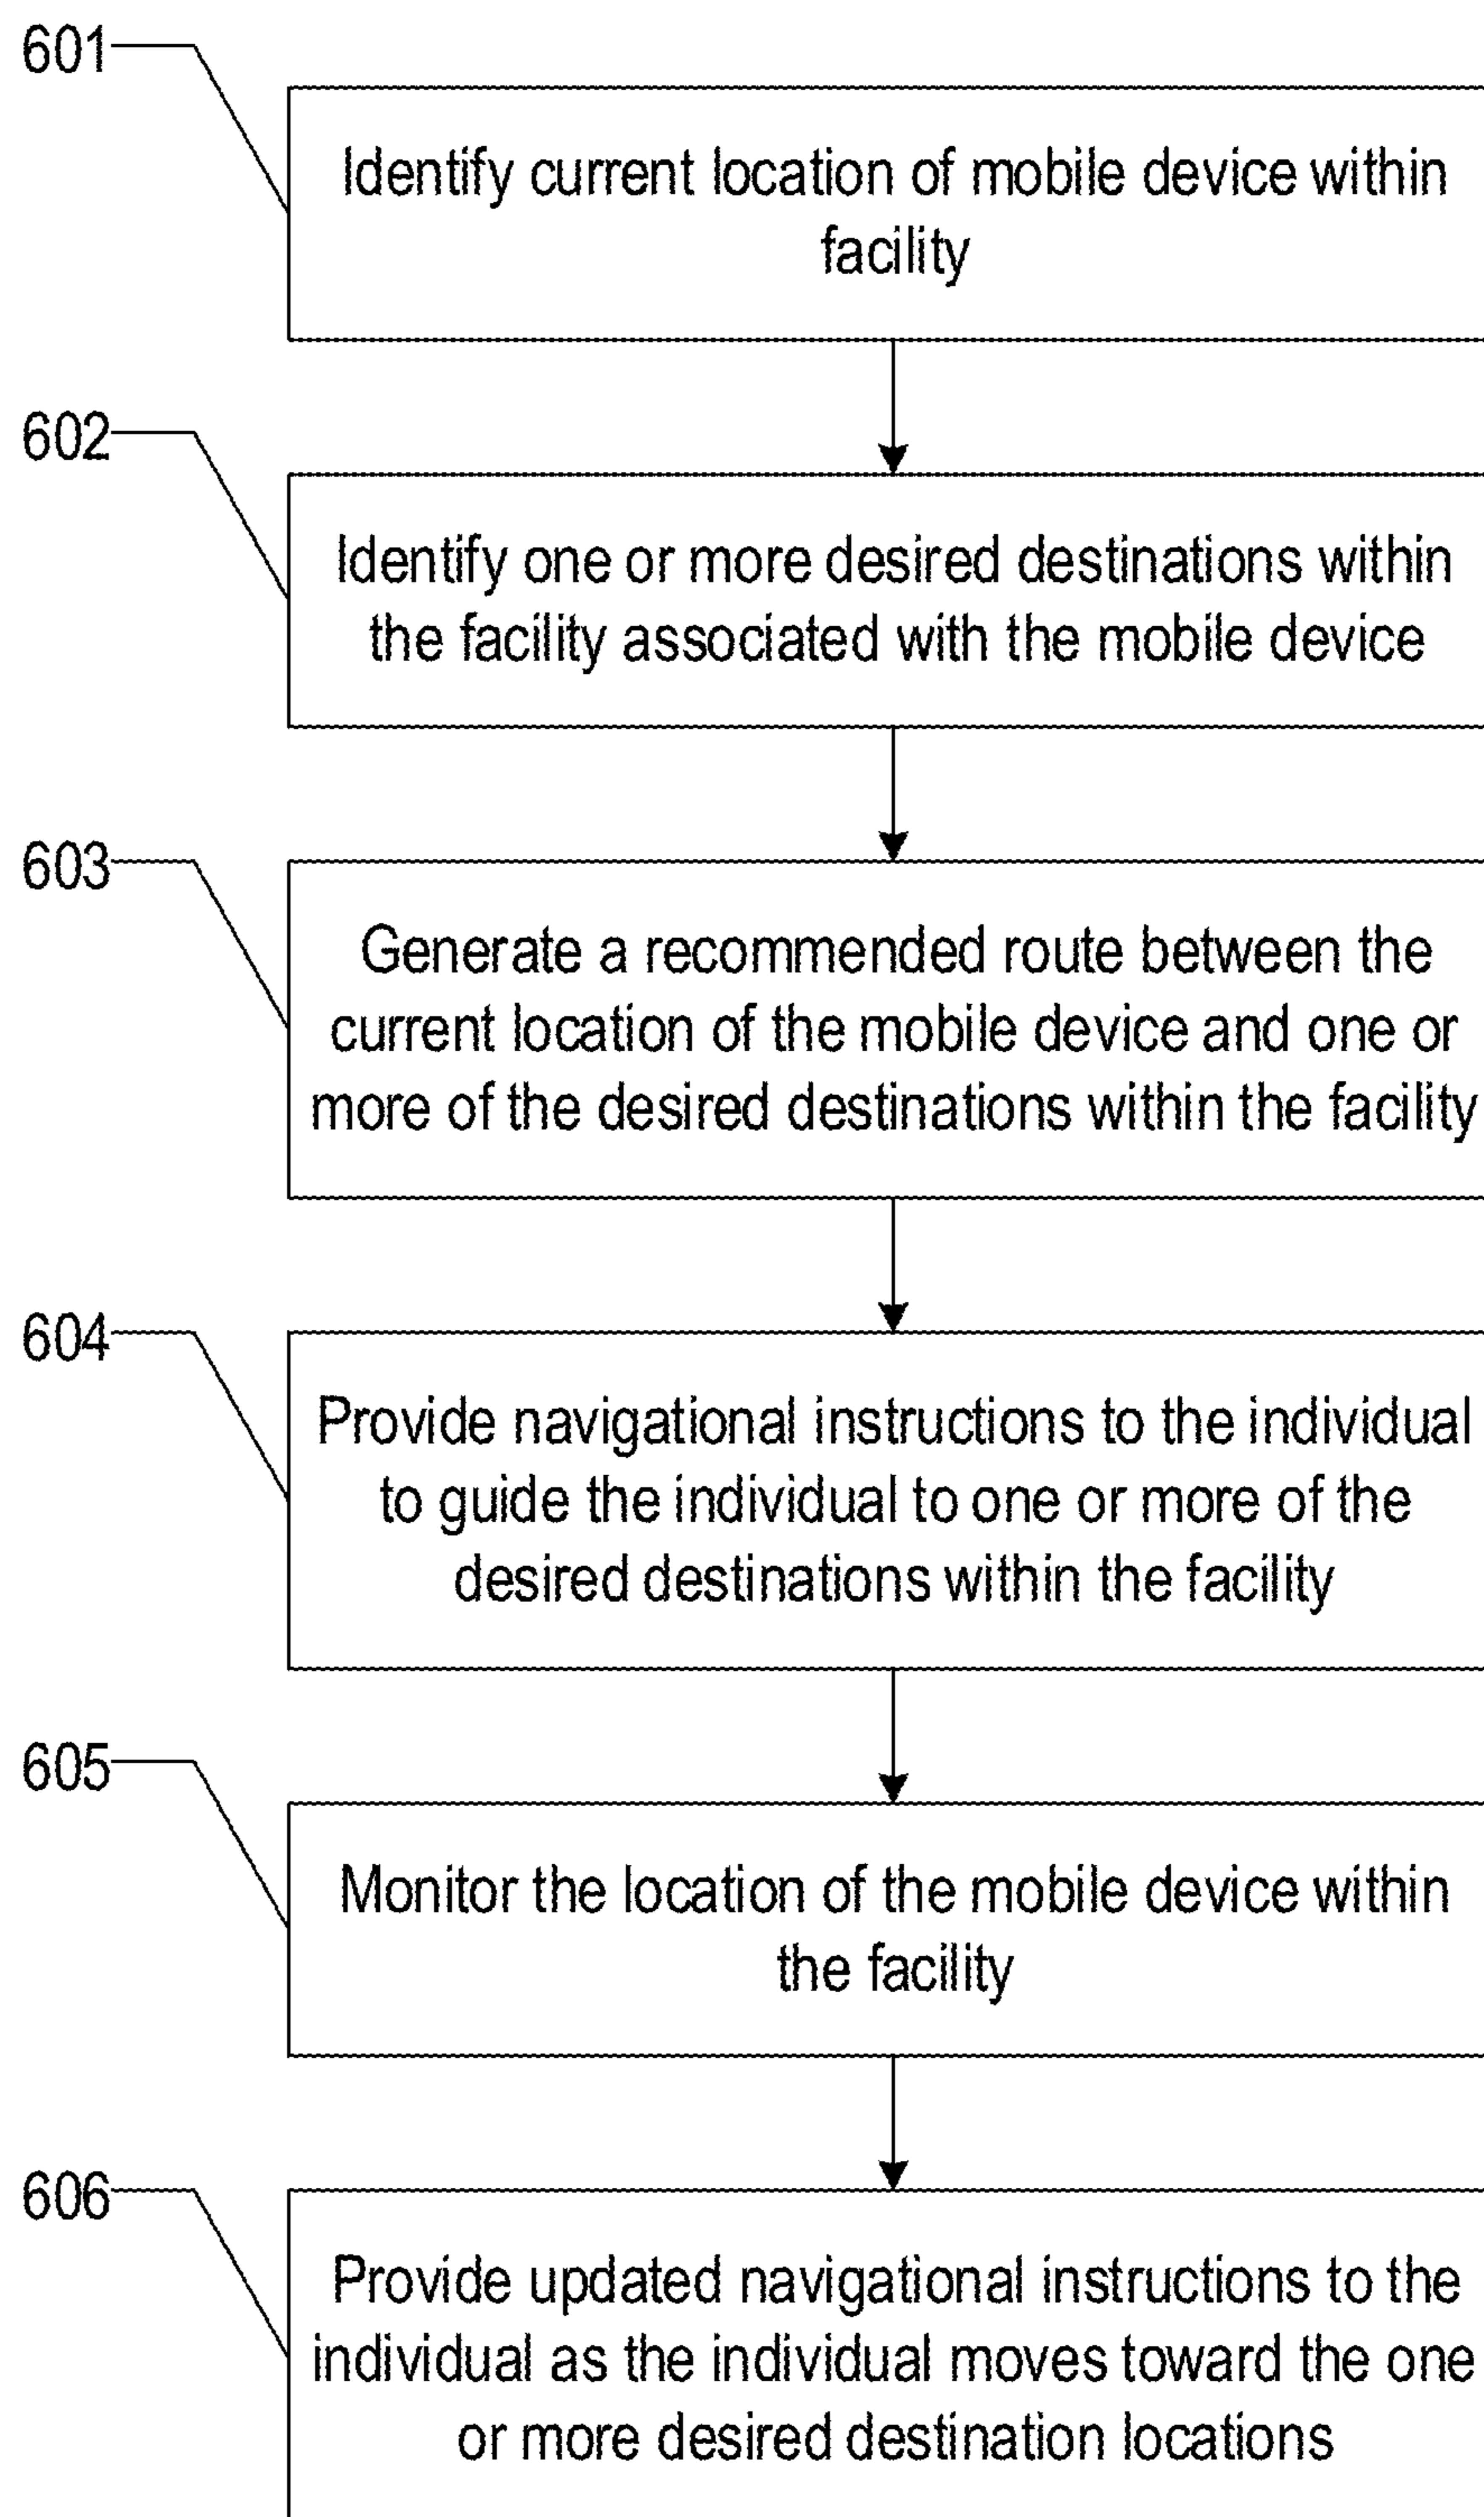 601
Identify current location of mobile device within
facility
602
Identify one or more desired destinations within
the facility associated with the mobile device
603
Generate a recommended route between the
current location of the mobile device and one or
more of the desired destinations within the facility
604
Provide navigational instructions to the individual
to guide the individual to one or more of the
desired destinations within the facility
605
Monitor the location of the mobile device within
the facility
606
Provide updated navigational instructions to the
individual as the individual moves toward the one
or more desired destination locations